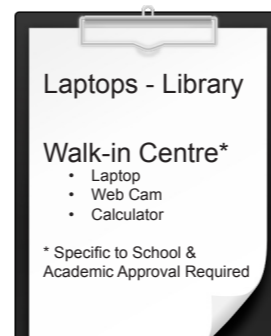 Laptops - Library
Walk-in Centre*
• Laptop
• Web Cam
• Calculator
* Specific to School &
Academic Approval Required